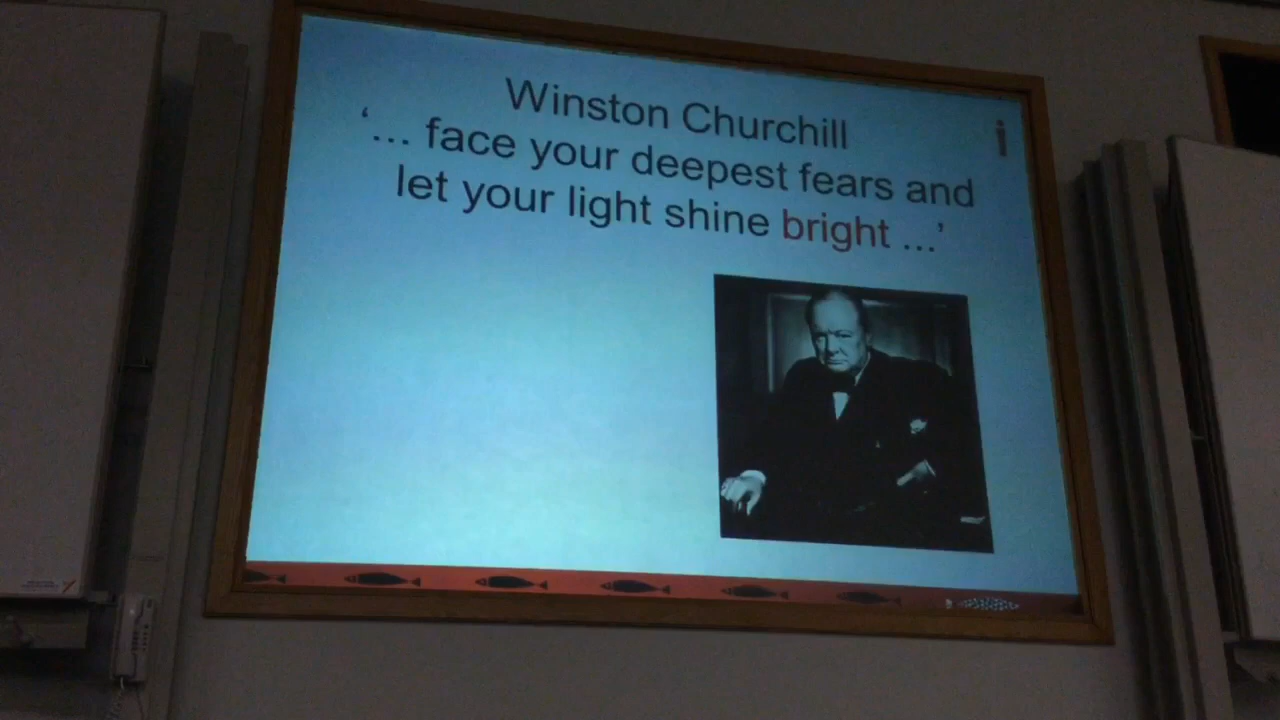 Winston Churchill
‘... face your deepest fears and
let your light shine bright ...’
i